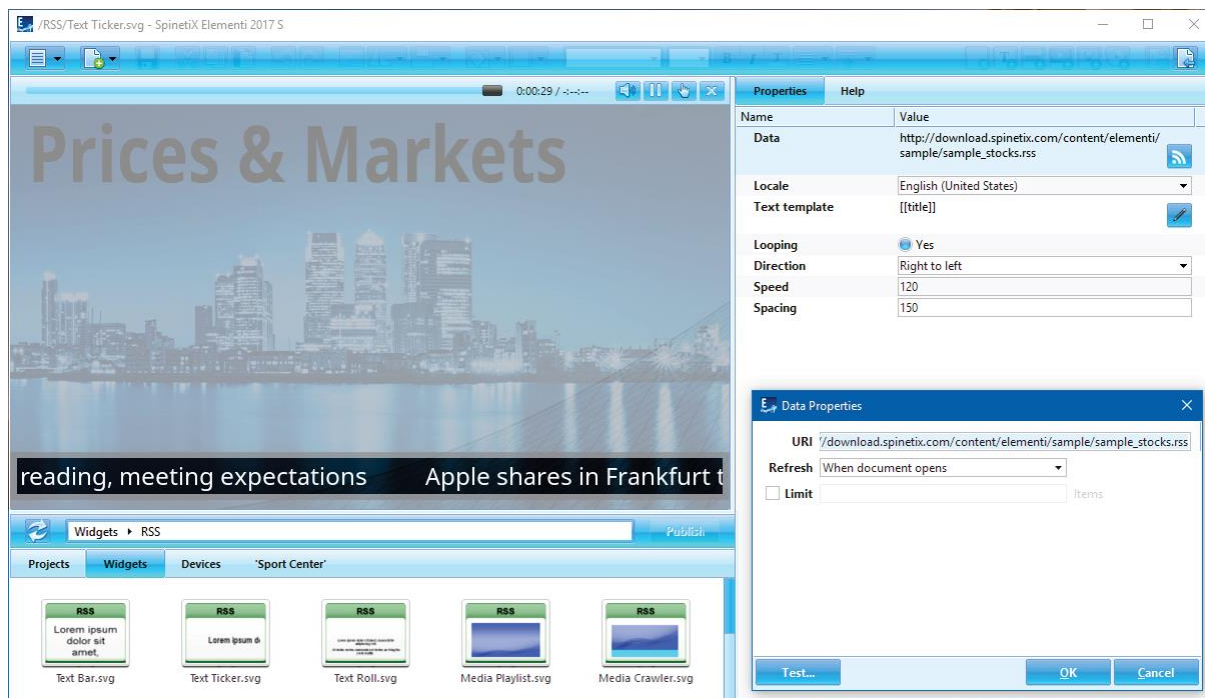 /RSS/Text Ticker.svg - SpinetiX Elementi 2017 S
0:00:29 / -:--:--
Prices & Markets
reading, meeting expectations Apple shares in Frankfurt t
Widgets RSS
Publish
Projects Widgets Devices 'Sport Center'
RSS
Lorem ipsum
dolor sit
amet,
Text Bar.svg
RSS
Lorem ipsum d
Text Ticker.svg
RSS
Text Roll.svg
RSS
Media Playlist.svg
RSS
Media Crawler.svg
Properties Help
Name Value
Data http://download.spinetix.com/content/elementi/
sample/sample_stocks.rss
Locale English (United States)
Text template [[title]]
Looping Yes
Direction Right to left
Speed 120
Spacing 150
Data Properties
URI /download.spinetix.com/content/elementi/sample/sample_stocks.rss
Refresh When document opens
Limit Items
Test... OK Cancel